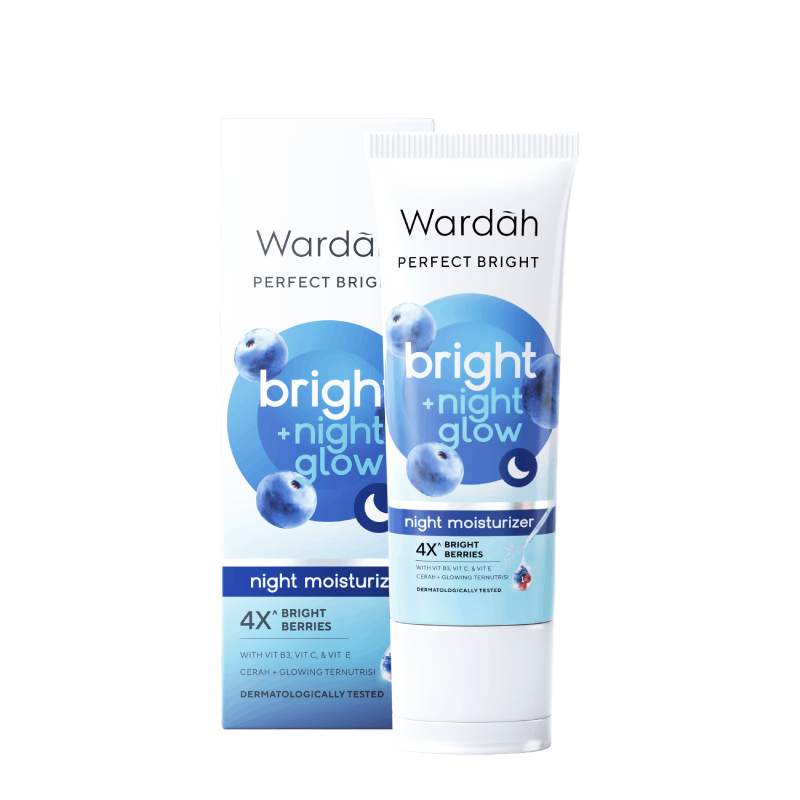 Wardàh
PERFECT BRIGHT
bright
+night
glow
night moisturizer
4X^ BRIGHT
BERRIES
WITH VIT B3, VIT C, & VIT E
CERAH + GLOWING TERNUTRISI
DERMATOLOGICALLY TESTED
Wardàh
PERFECT BRIGHT
bright
+night
glow
night moisturizer
4X^ BRIGHT
BERRIES
WITH VIT B3, VIT C, & VIT E
CERAH + GLOWING TERNUTRISI
DERMATOLOGICALLY TESTED